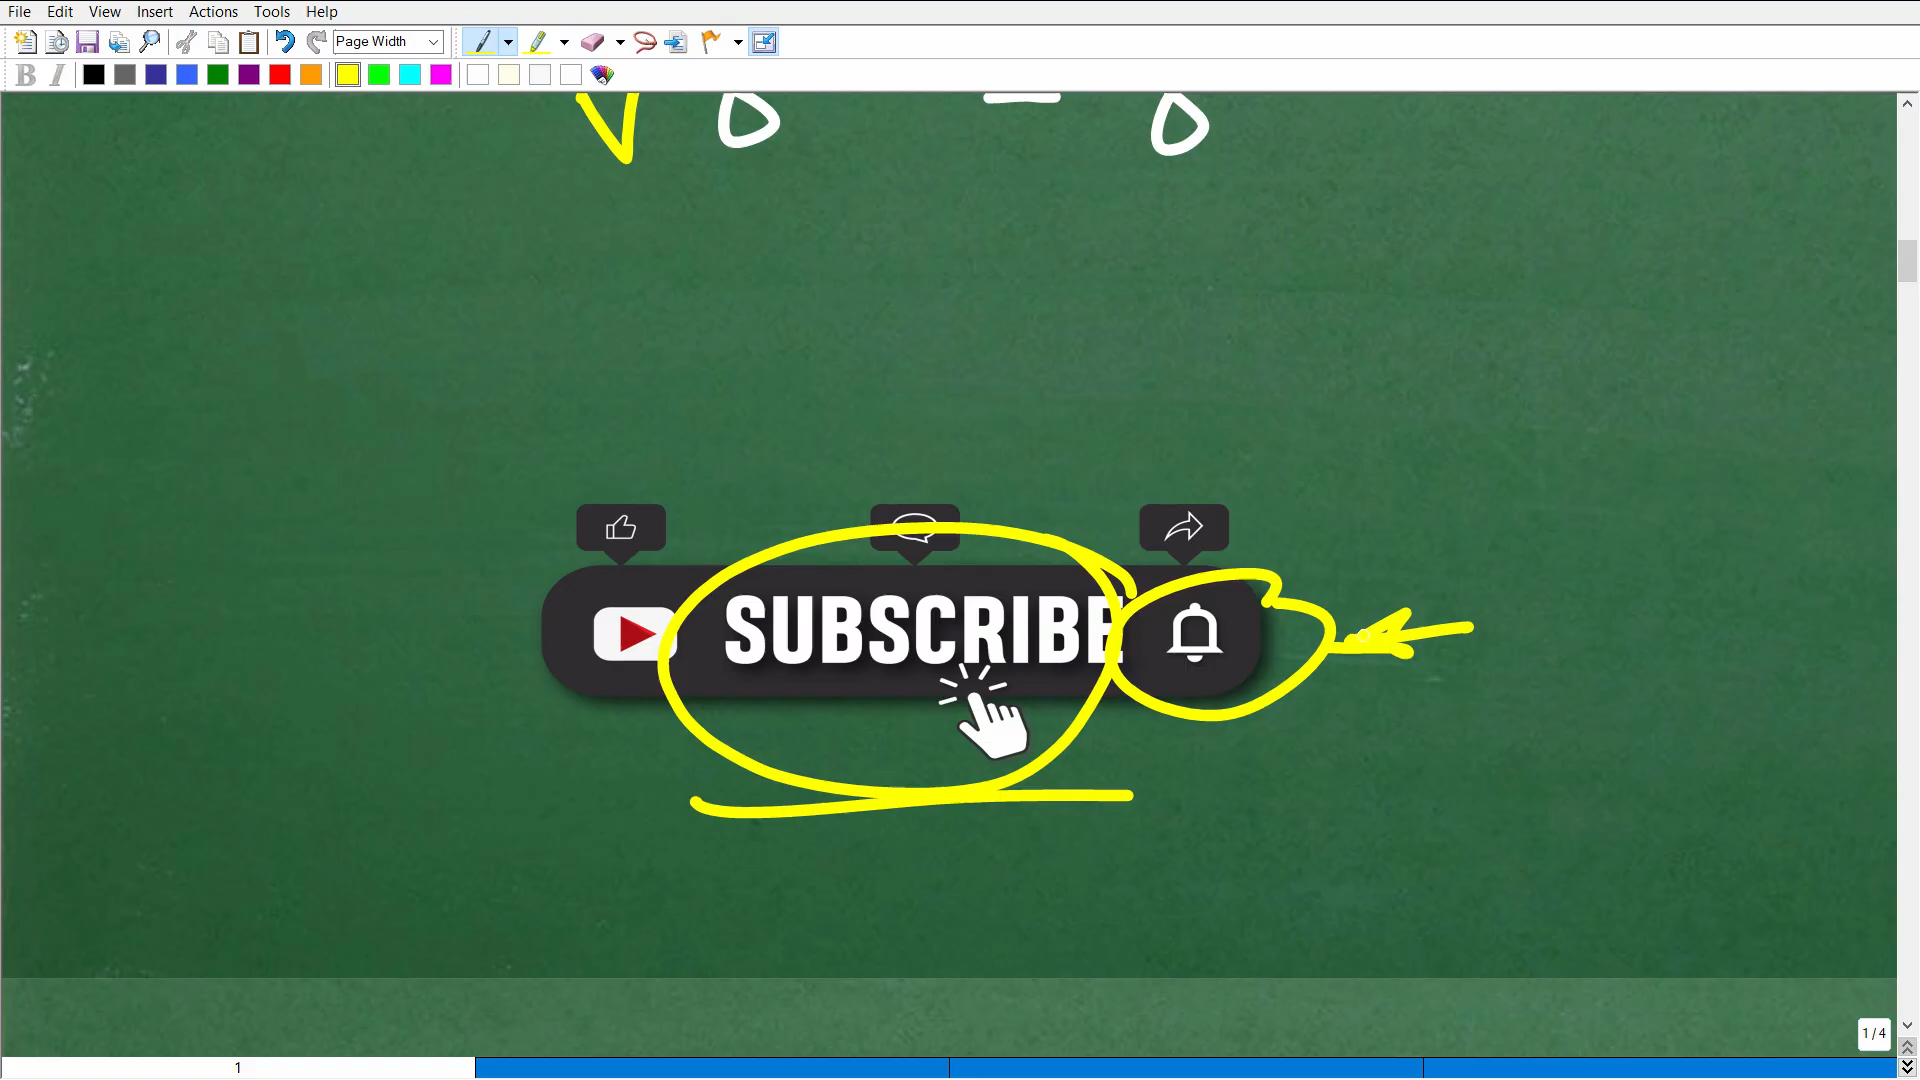 File Edit View Insert Actions Tools Help
Page Width
B I
SUBSCRIBE
1 / 4
1